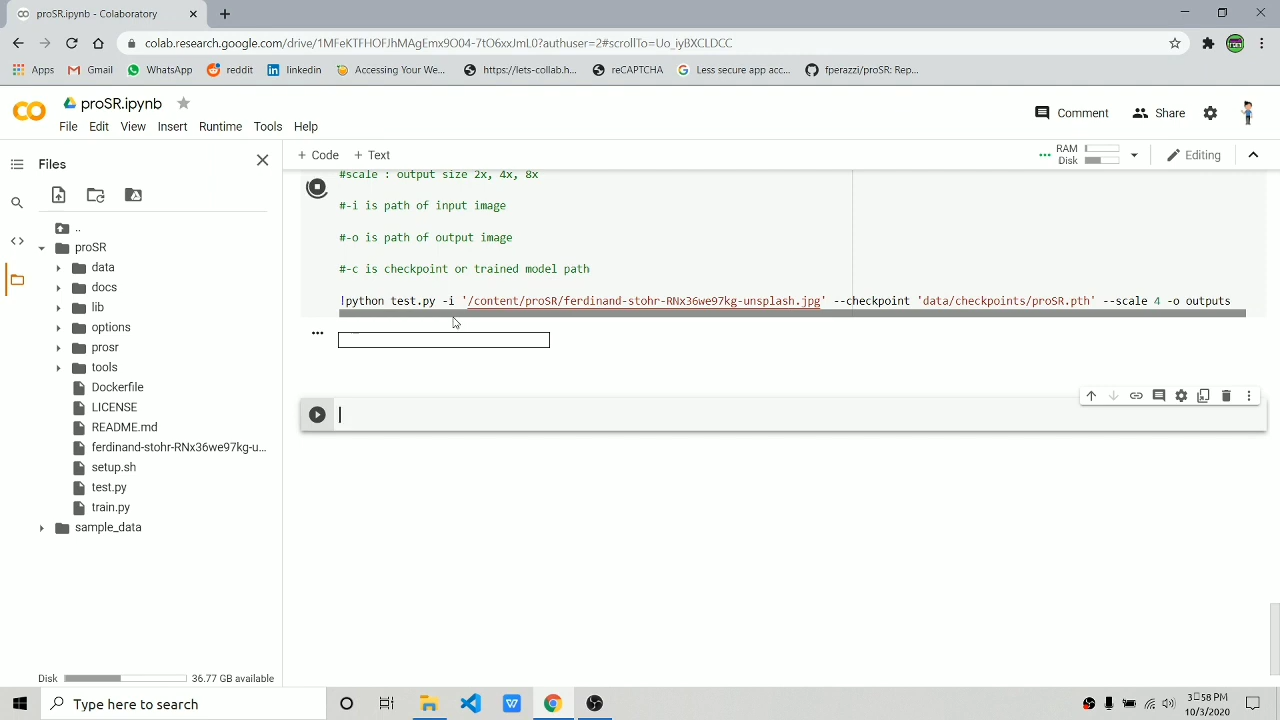 proSR.ipynb - Colaboratory
colab.research.google.com/drive/1MFeKTFHOFJhMAgEmx9O04-7tO6xxJmL0?authuser=2#scrollTo=Uo_iyBXCLDCC
Apps Gmail WhatsApp reddit linkedin Accessing Your We... https://lets-collab.h... reCAPTCHA Less secure app acc... fperazzi/proSR: Rep...
proSR.ipynb
File Edit View Insert Runtime Tools Help
Comment Share
Files
+ Code + Text
RAM
Disk
Editing
..
proSR
data
docs
lib
options
prosr
tools
Dockerfile
LICENSE
README.md
ferdinand-stohr-RNx36we97kg-u...
setup.sh
test.py
train.py
sample_data
Disk 36.77 GB available
#scale : output size 2x, 4x, 8x
#-i is path of input image
#-o is path of output image
#-c is checkpoint or trained model path
!python test.py -i '/content/proSR/ferdinand-stohr-RNx36we97kg-unsplash.jpg' --checkpoint 'data/checkpoints/proSR.pth' --scale 4 -o outputs
Type here to search
3:58 PM
10/3/2020